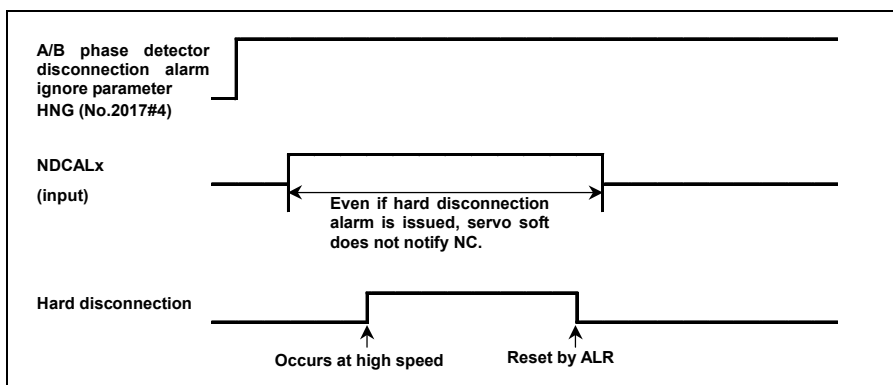 A/B phase detector
disconnection alarm
ignore parameter
HNG (No.2017#4)
NDCALx
(input)
Even if hard disconnection
alarm is issued, servo soft
does not notify NC.
Hard disconnection
Occurs at high speed
Reset by ALR